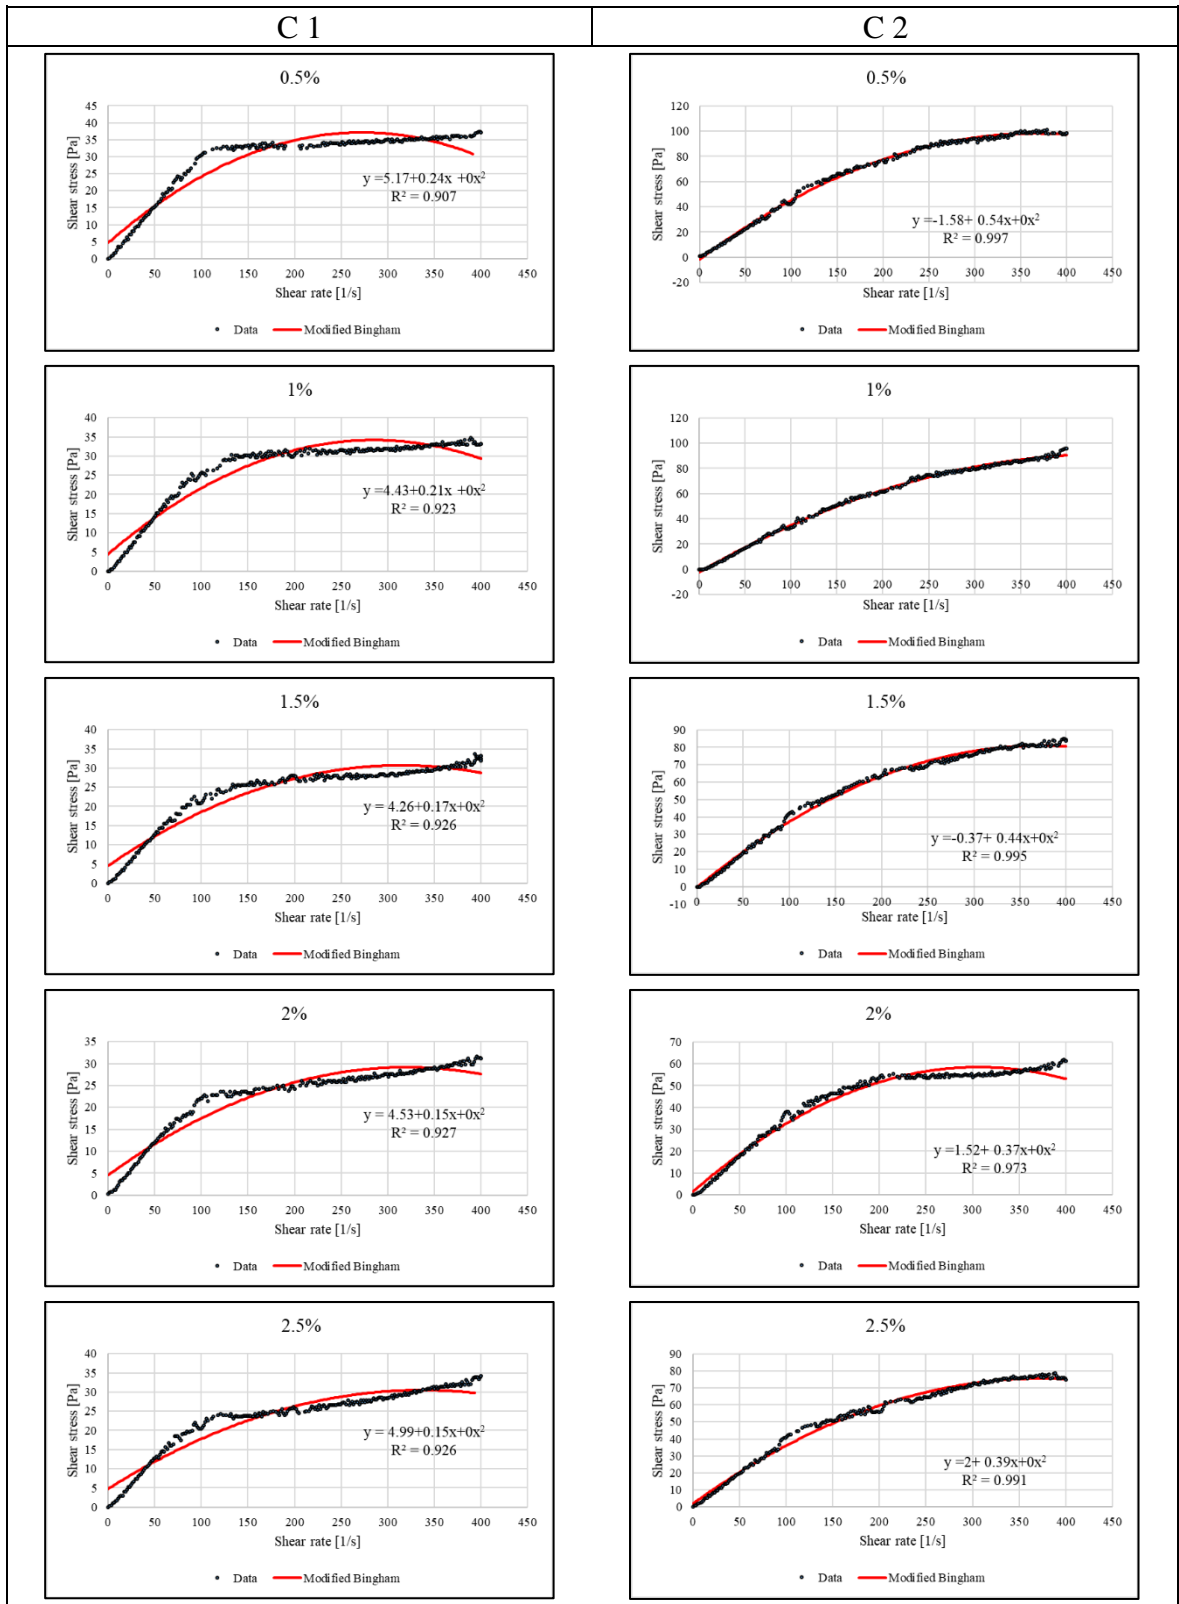 C 1
C 2
0.5%
Shear stress [Pa]
45
40
35
30
25
20
15
10
5
0
y =5.17+0.24x +0x²
R² = 0.907
0 50 100 150 200 250 300 350 400 450
Shear rate [1/s]
Data Modified Bingham
0.5%
Shear stress [Pa]
120
100
80
60
40
20
0
-20
y =-1.58+ 0.54x+0x²
R² = 0.997
0 50 100 150 200 250 300 350 400 450
Shear rate [1/s]
Data Modified Bingham
1%
Shear stress [Pa]
40
35
30
25
20
15
10
5
0
y =4.43+0.21x +0x²
R² = 0.923
0 50 100 150 200 250 300 350 400 450
Shear rate [1/s]
Data Modified Bingham
1%
Shear stress [Pa]
120
100
80
60
40
20
0
-20
0 50 100 150 200 250 300 350 400 450
Shear rate [1/s]
Data Modified Bingham
1.5%
Shear stress [Pa]
40
35
30
25
20
15
10
5
0
y = 4.26+0.17x+0x²
R² = 0.926
0 50 100 150 200 250 300 350 400 450
Shear rate [1/s]
Data Modified Bingham
1.5%
Shear stress [Pa]
90
80
70
60
50
40
30
20
10
0
-10
y =-0.37+ 0.44x+0x²
R² = 0.995
0 50 100 150 200 250 300 350 400 450
Shear rate [1/s]
Data Modified Bingham
2%
Shear stress [Pa]
35
30
25
20
15
10
5
0
y = 4.53+0.15x+0x²
R² = 0.927
0 50 100 150 200 250 300 350 400 450
Shear rate [1/s]
Data Modified Bingham
2%
Shear stress [Pa]
70
60
50
40
30
20
10
0
y =1.52+ 0.37x+0x²
R² = 0.973
0 50 100 150 200 250 300 350 400 450
Shear rate [1/s]
Data Modified Bingham
2.5%
Shear stress [Pa]
40
35
30
25
20
15
10
5
0
y = 4.99+0.15x+0x²
R² = 0.926
0 50 100 150 200 250 300 350 400 450
Shear rate [1/s]
Data Modified Bingham
2.5%
Shear stress [Pa]
90
80
70
60
50
40
30
20
10
0
y =2+ 0.39x+0x²
R² = 0.991
0 50 100 150 200 250 300 350 400 450
Shear rate [1/s]
Data Modified Bingham